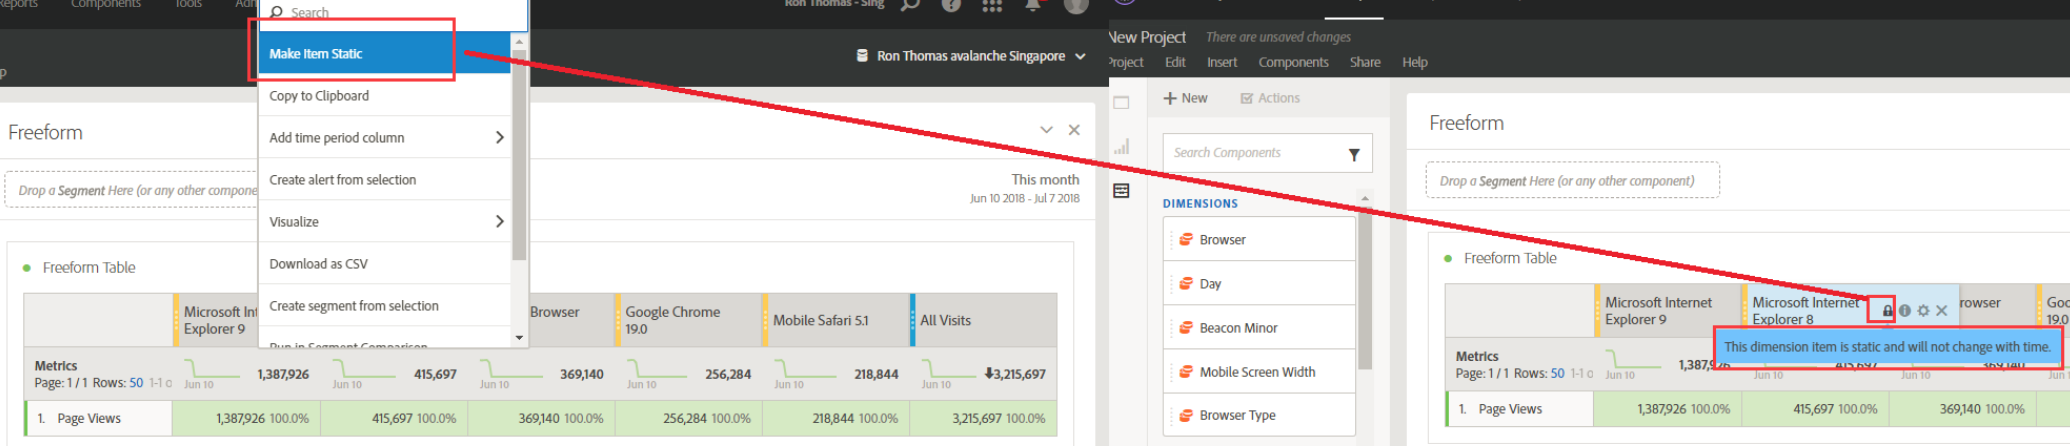 Reports Components Tools
Search
Ron Thomas - Sing
Make Item Static
Ron Thomas avalanche Singapore
Copy to Clipboard
Freeform
Add time period column
Create alert from selection
Drop a Segment Here (or any other compone
This month
Jun 10 2018 - Jul 7 2018
Visualize
Download as CSV
Freeform Table
Create segment from selection
Run in Segment Comparison
Microsoft Int
Explorer 9
Browser
Google Chrome
19.0
Mobile Safari 5.1
All Visits
Metrics
Page: 1 / 1 Rows: 50 1-1 o
Jun 10 1,387,926
Jun 10 415,697
Jun 10 369,140
Jun 10 256,284
Jun 10 218,844
Jun 10 3,215,697
1. Page Views 1,387,926 100.0% 415,697 100.0% 369,140 100.0% 256,284 100.0% 218,844 100.0% 3,215,697 100.0%
New Project There are unsaved changes
Project Edit Insert Components Share Help
New Actions
Search Components
DIMENSIONS
Browser
Day
Beacon Minor
Mobile Screen Width
Browser Type
Freeform
Drop a Segment Here (or any other component)
Freeform Table
Microsoft Internet
Explorer 9
Microsoft Internet
Explorer 8
rowser
Goo
19.0
This dimension item is static and will not change with time.
Metrics
Page: 1 / 1 Rows: 50 1-1 o
Jun 10 1,387,926
Jun 10 415,697
Jun 10 369,140
1. Page Views 1,387,926 100.0% 415,697 100.0% 369,140 100.0%